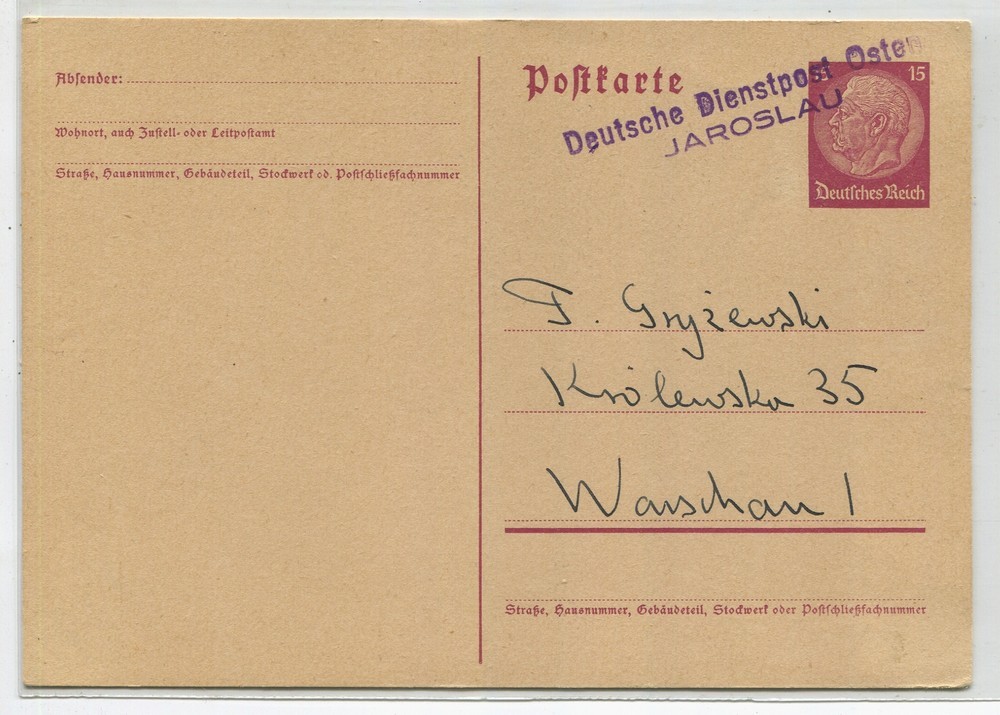 Absender:
Wohnort, auch Zustell- oder Leitpostamt
Straße, Hausnummer, Gebäudeteil, Stockwerk od. Postschließfachnummer
Postkarte
Deutsche Dienstpost Osten
JAROSLAU
15 15
Deutsches Reich
F. Gryżewski
Królewska 35
Warschau 1
Straße, Hausnummer, Gebäudeteil, Stockwerk oder Postschließfachnummer